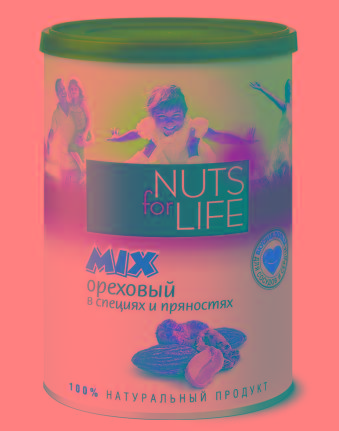 NUTS
for LIFE
MIX
ореховый
в специях и пряностях
100% НАТУРАЛЬНЫЙ ПРОДУКТ